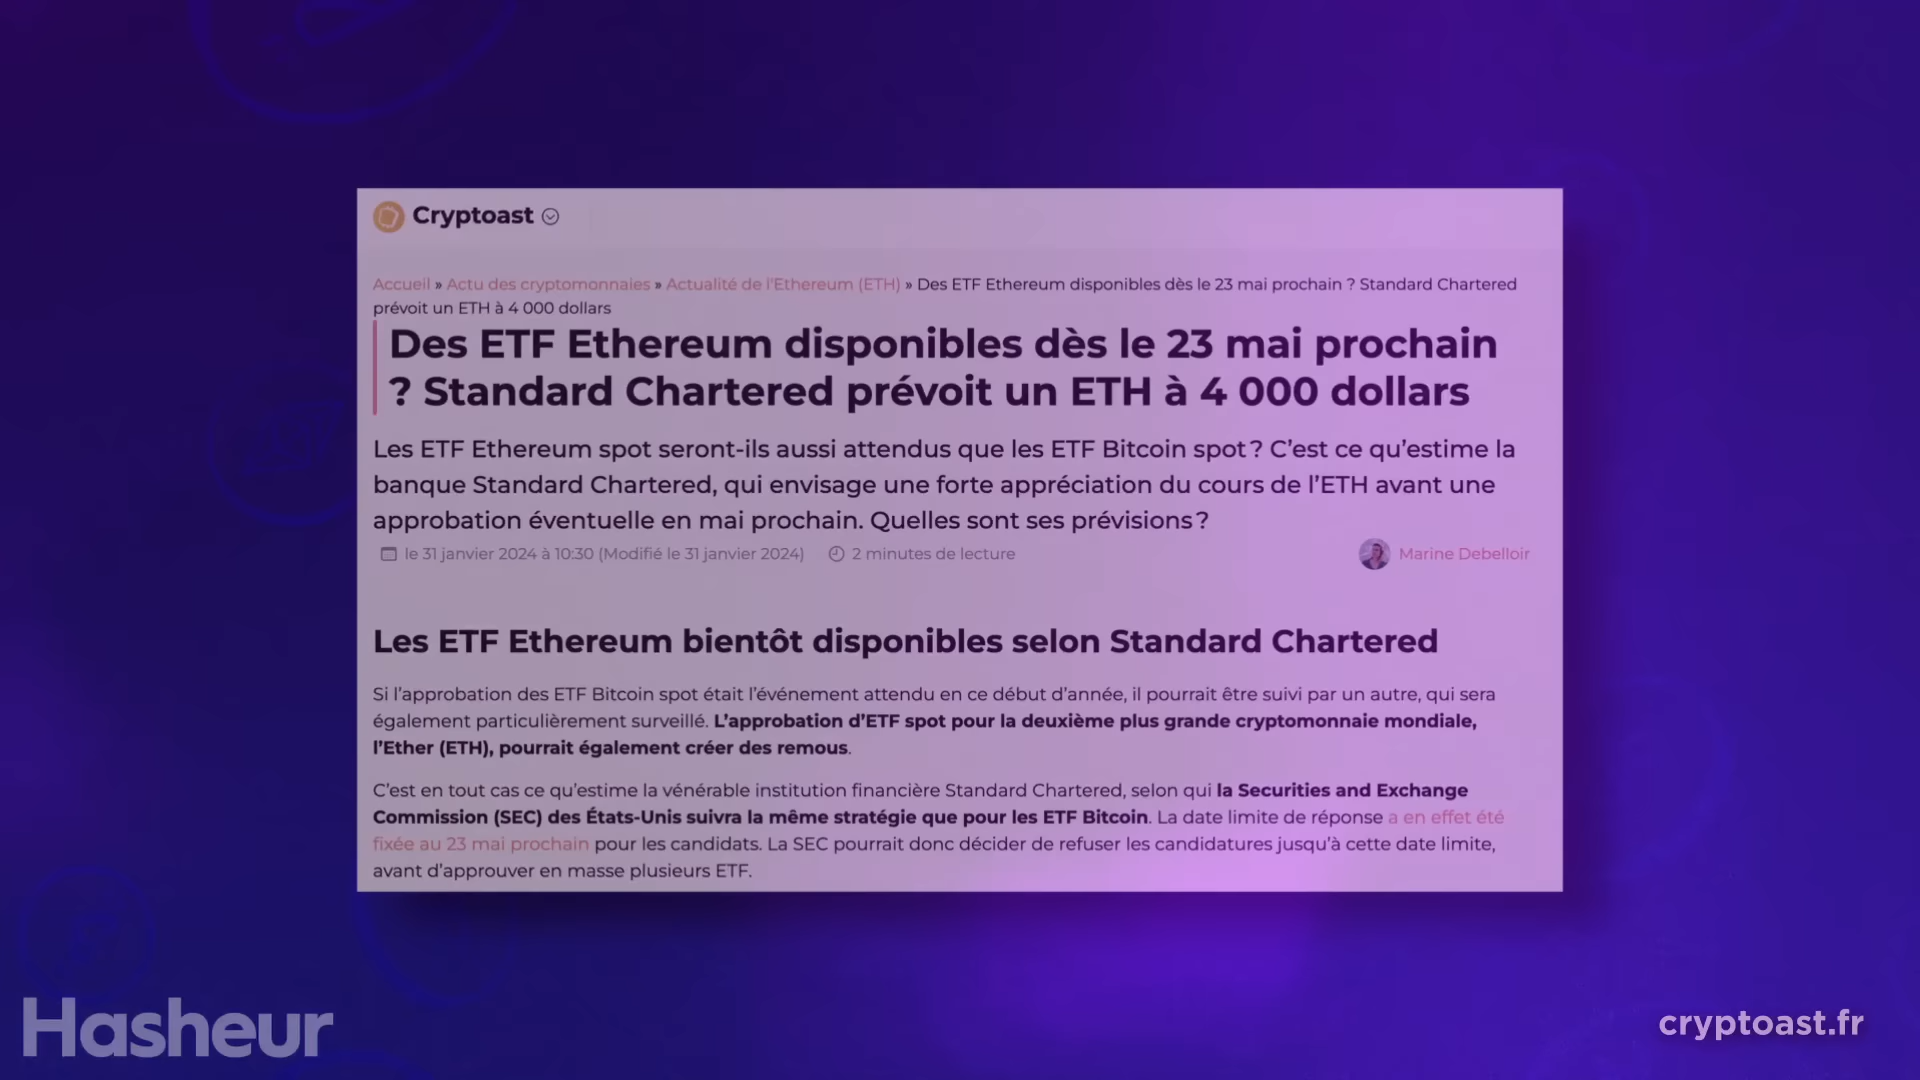 Cryptoast
Accueil » Actu des cryptomonnaies » Actualité de l'Ethereum (ETH) » Des ETF Ethereum disponibles dès le 23 mai prochain ? Standard Chartered
prévoit un ETH à 4 000 dollars
Des ETF Ethereum disponibles dès le 23 mai prochain
? Standard Chartered prévoit un ETH à 4 000 dollars
Les ETF Ethereum spot seront-ils aussi attendus que les ETF Bitcoin spot ? C’est ce qu’estime la
banque Standard Chartered, qui envisage une forte appréciation du cours de l’ETH avant une
approbation éventuelle en mai prochain. Quelles sont ses prévisions ?
le 31 janvier 2024 à 10:30 (Modifié le 31 janvier 2024) 2 minutes de lecture Marine Debelloir
Les ETF Ethereum bientôt disponibles selon Standard Chartered
Si l’approbation des ETF Bitcoin spot était l’événement attendu en ce début d’année, il pourrait être suivi par un autre, qui sera
également particulièrement surveillé. L’approbation d’ETF spot pour la deuxième plus grande cryptomonnaie mondiale,
l’Ether (ETH), pourrait également créer des remous.
C’est en tout cas ce qu’estime la vénérable institution financière Standard Chartered, selon qui la Securities and Exchange
Commission (SEC) des États-Unis suivra la même stratégie que pour les ETF Bitcoin. La date limite de réponse a en effet été
fixée au 23 mai prochain pour les candidats. La SEC pourrait donc décider de refuser les candidatures jusqu’à cette date limite,
avant d’approuver en masse plusieurs ETF.
Hasheur
cryptoast.fr